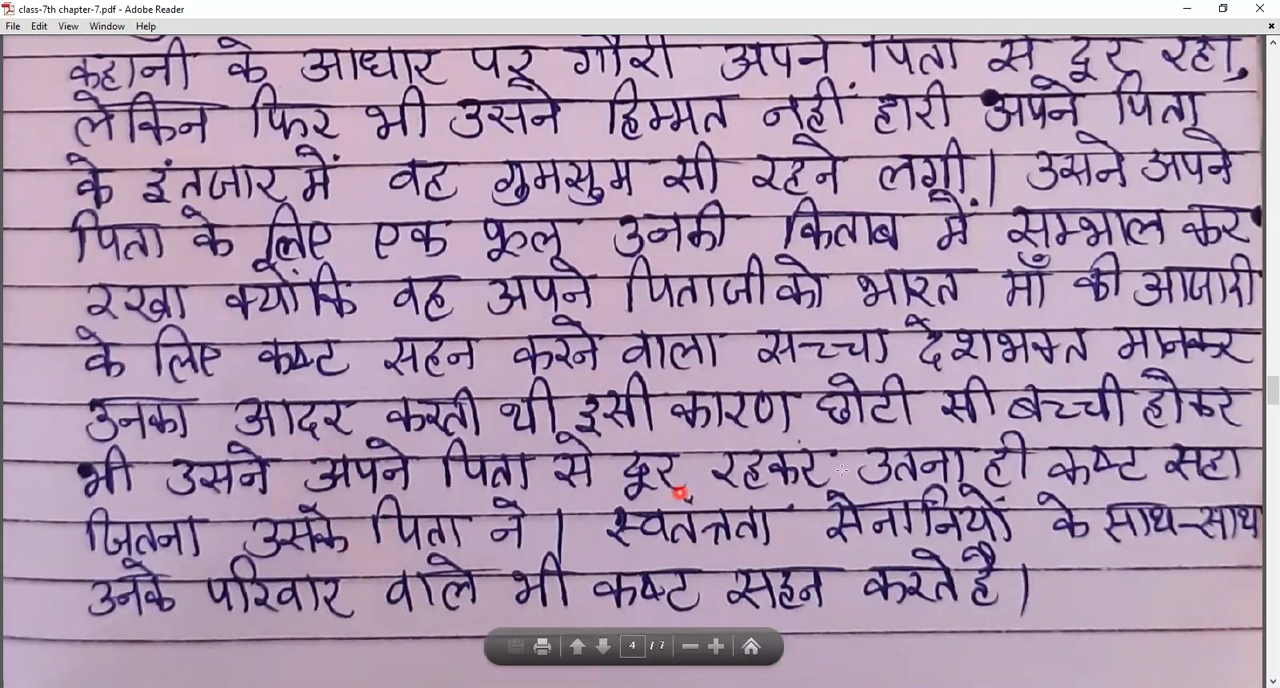 class-7th chapter-7.pdf - Adobe Reader
File Edit View Window Help
कहानी के आधार पर गौरी अपने पिता से दूर रही,
लेकिन फिर भी उसने हिम्मत नहीं हारी अपने पिता
के इंतजार में वह गुमसुम सी रहने लगी। उसने अपने
पिता के लिए एक फूल उनकी किताब में सम्भाल कर
रखा क्योंकि वह अपने पिताजी को भारत माँ की आजादी
के लिए कष्ट सहन करने वाला सच्चा देशभक्त मानकर
उनका आदर करती थी इसी कारण छोटी सी बच्ची होकर
भी उसने अपने पिता से दूर रहकर उतना ही कष्ट सहा
जितना उसके पिता ने। स्वतंत्रता सेनानियों के साथ-साथ
उनके परिवार वाले भी कष्ट सहन करते है।
4 / 7